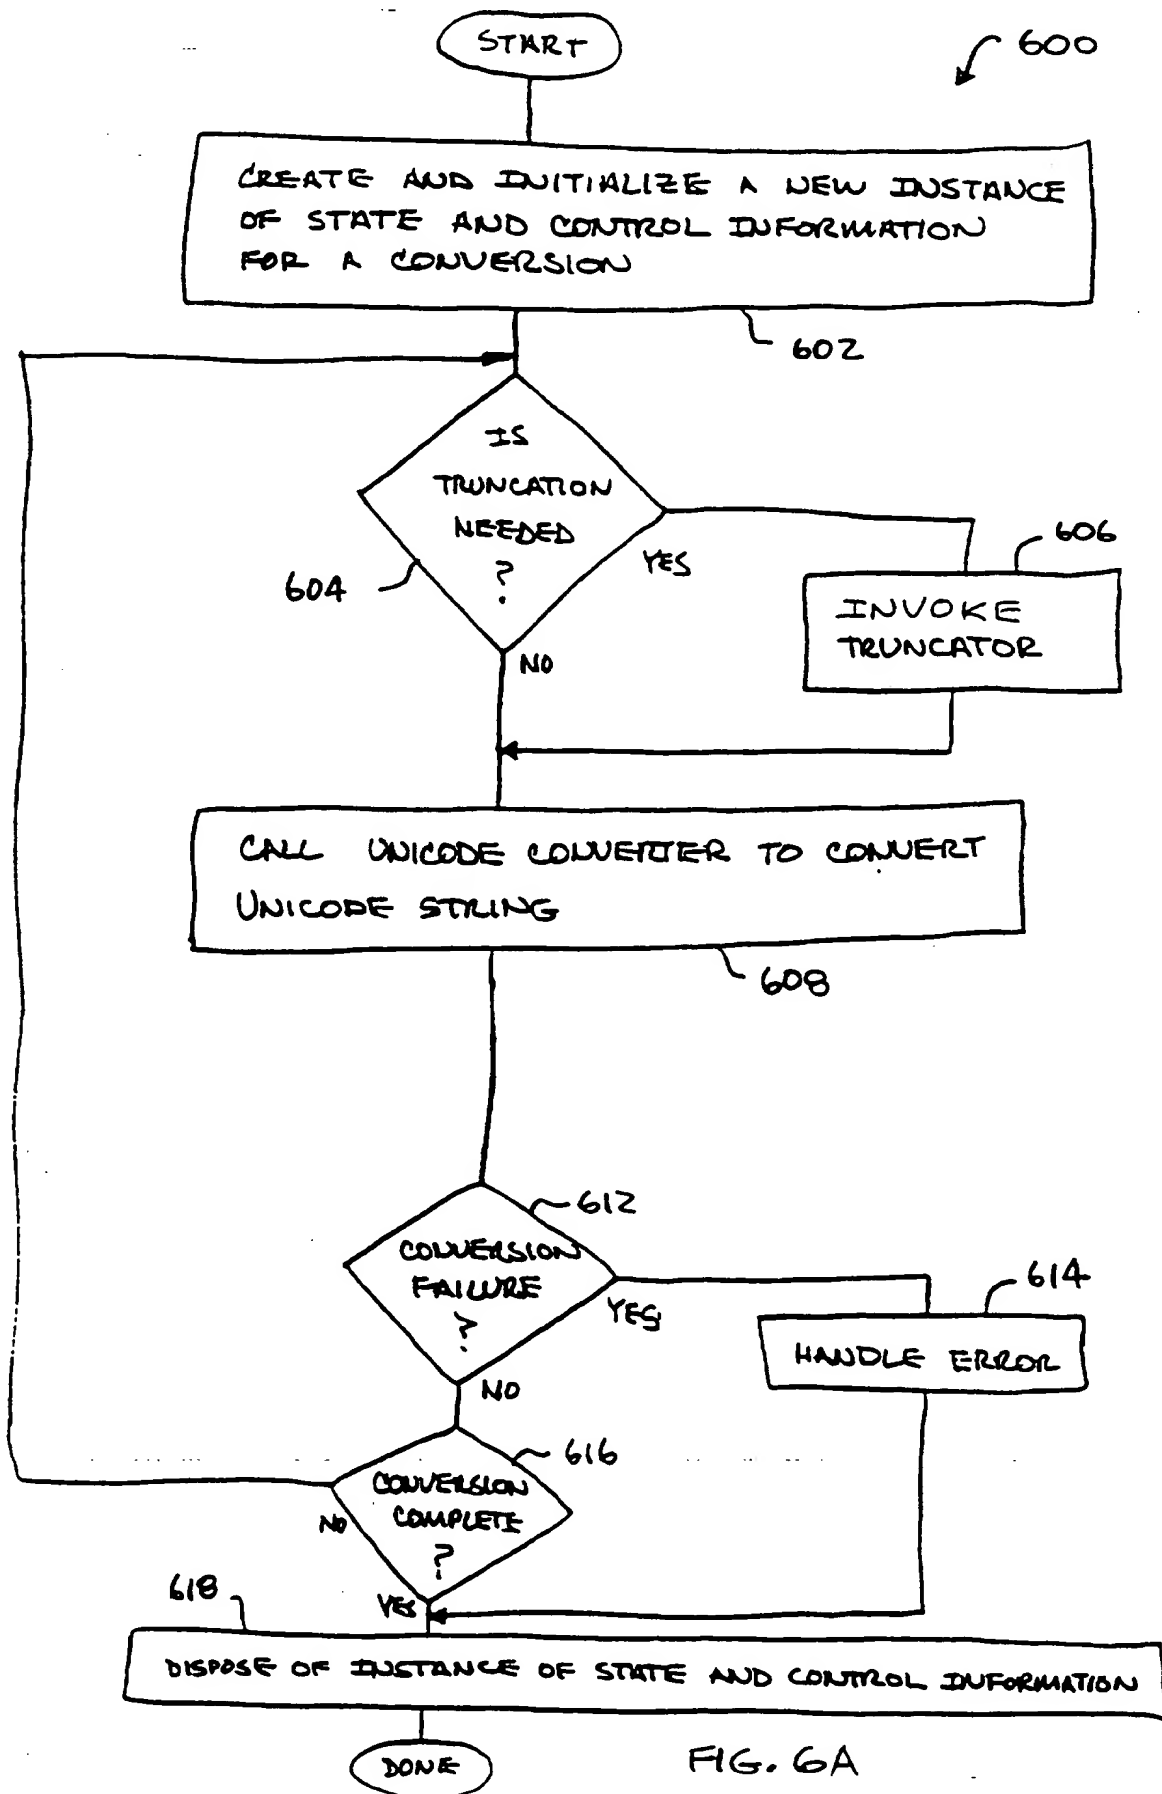 START
600
CREATE AND INITIALIZE A NEW INSTANCE
OF STATE AND CONTROL INFORMATION
FOR A CONVERSION
602
IS
TRUNCATION
NEEDED
?
604
YES
NO
606
INVOKE
TRUNCATOR
CALL UNICODE CONVERTER TO CONVERT
UNICODE STRING
608
612
CONVERSION
FAILURE
?
YES
NO
614
HANDLE ERROR
616
CONVERSION
COMPLETE
?
NO
YES
618
DISPOSE OF INSTANCE OF STATE AND CONTROL INFORMATION
DONE
FIG. 6A